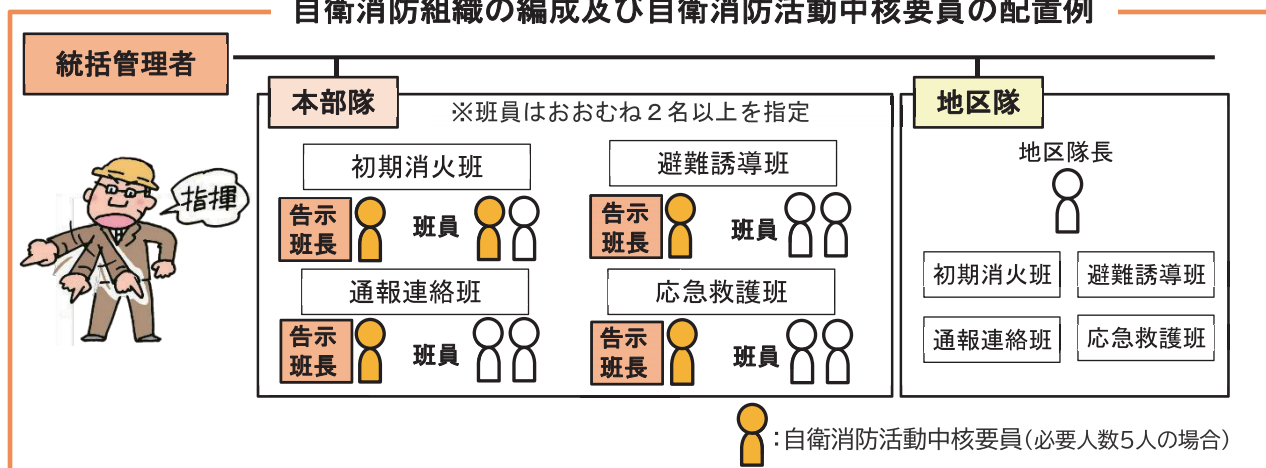 自衛消防組織の編成及び自衛消防活動中核要員の配置例
統括管理者
指揮
本部隊
※班員はおおむね2名以上を指定
初期消火班
告示
班長
班員
避難誘導班
告示
班長
班員
通報連絡班
告示
班長
班員
応急救護班
告示
班長
班員
地区隊
地区隊長
初期消火班
避難誘導班
通報連絡班
応急救護班
:自衛消防活動中核要員(必要人数5人の場合)